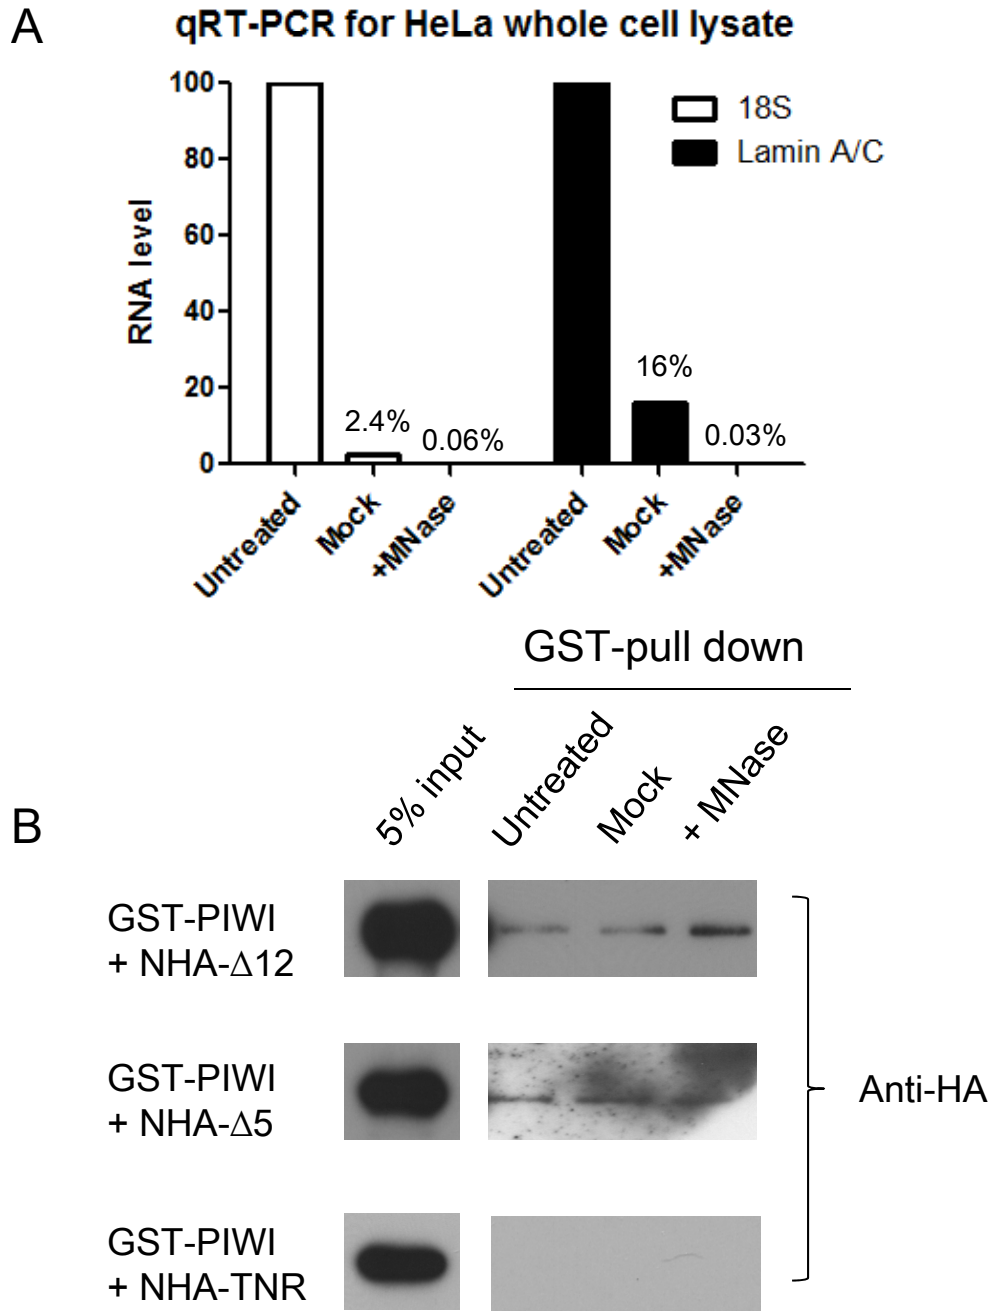 A
qRT-PCR for HeLa whole cell lysate
100
80
60
40
20
0
RNA level
18S
Lamin A/C
2.4%
0.06%
16%
0.03%
Untreated
Mock
+MNase
Untreated
Mock
+MNase
GST-pull down
5% input
Untreated
Mock
+ MNase
B
GST-PIWI
+ NHA-Δ12
GST-PIWI
+ NHA-Δ5
GST-PIWI
+ NHA-TNR
Anti-HA